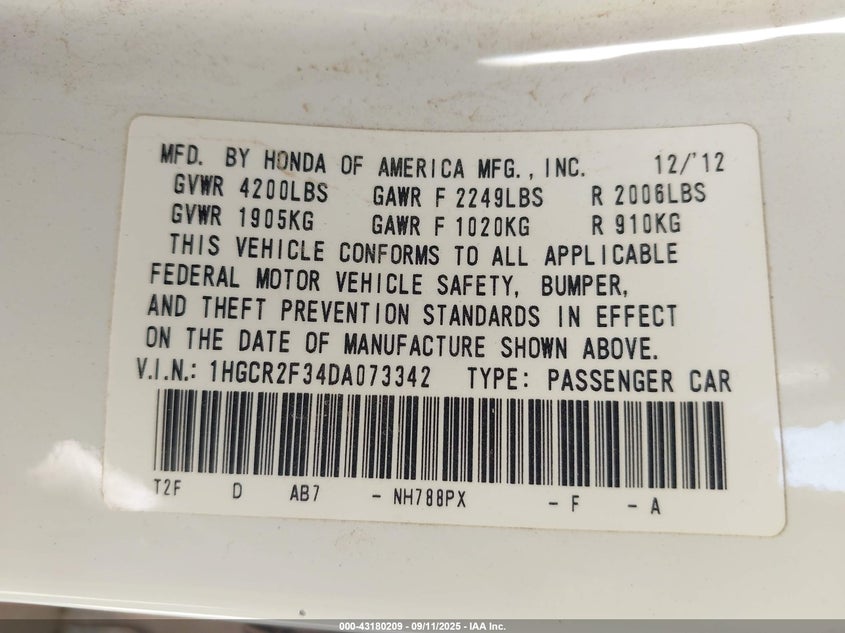 MFD. BY HONDA OF AMERICA MFG., INC. 12/'12
GVWR 4200LBS GAWR F 2249LBS R 2006LBS
GVWR 1905KG GAWR F 1020KG R 910KG
THIS VEHICLE CONFORMS TO ALL APPLICABLE
FEDERAL MOTOR VEHICLE SAFETY, BUMPER,
AND THEFT PREVENTION STANDARDS IN EFFECT
ON THE DATE OF MANUFACTURE SHOWN ABOVE.
V.I.N.: 1HGCR2F34DA073342 TYPE: PASSENGER CAR
T2F D AB7 - NH788PX - F - A
000-43180209 - 09/11/2025 - IAA Inc.